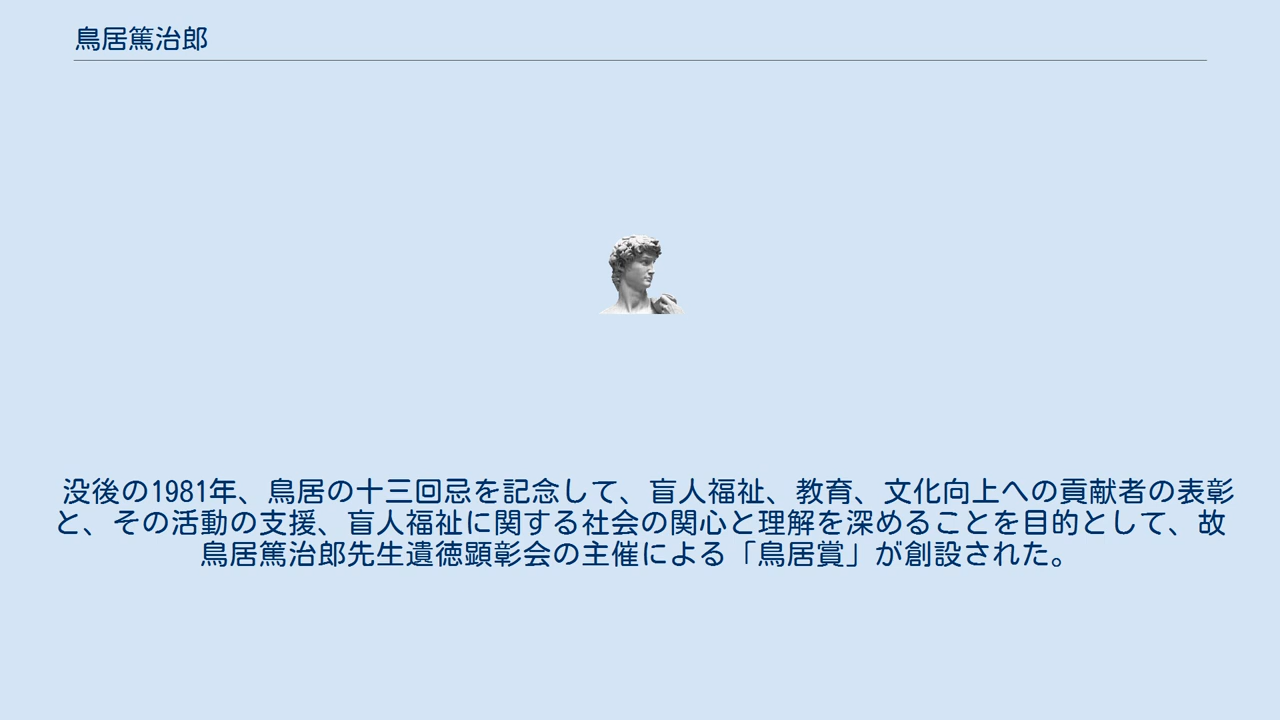 鳥居篤治郎
没後の1981年、鳥居の十三回忌を記念して、盲人福祉、教育、文化向上への貢献者の表彰
と、その活動の支援、盲人福祉に関する社会の関心と理解を深めることを目的として、故
鳥居篤治郎先生遺徳顕彰会の主催による「鳥居賞」が創設された。